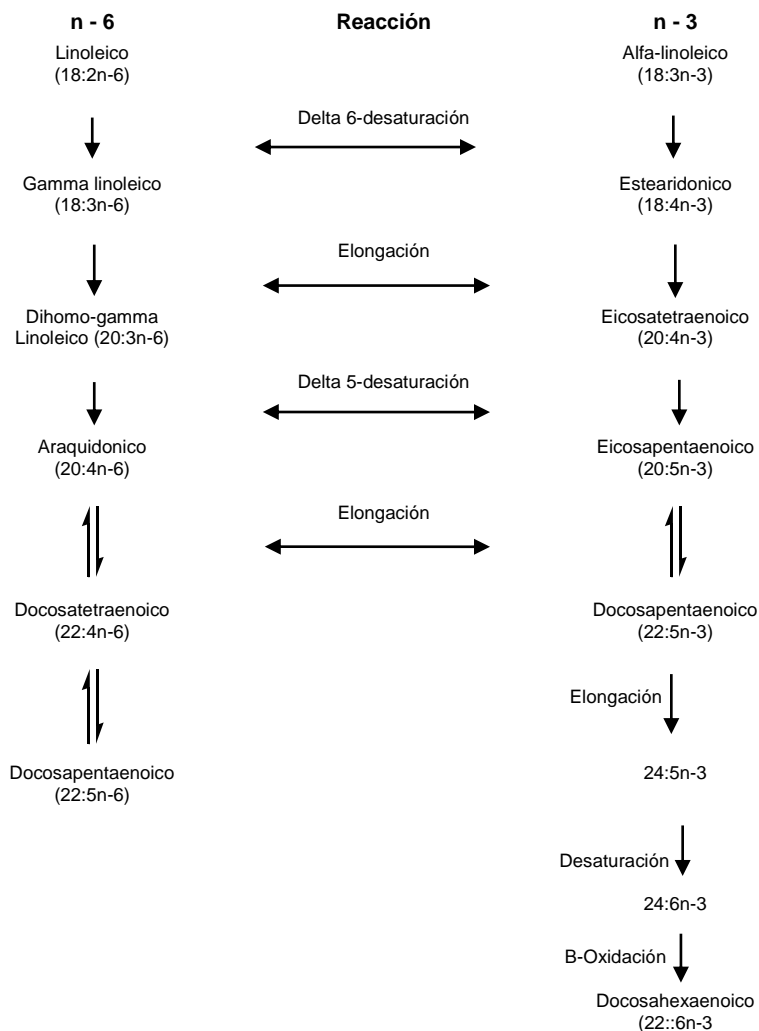 n - 6
Reacción
n - 3
Linoleico
(18:2n-6)
Alfa-linoleico
(18:3n-3)
Delta 6-desaturación
Gamma linoleico
(18:3n-6)
Estearidonico
(18:4n-3)
Elongación
Dihomo-gamma
Linoleico (20:3n-6)
Eicosatetraenoico
(20:4n-3)
Delta 5-desaturación
Araquidonico
(20:4n-6)
Eicosapentaenoico
(20:5n-3)
Elongación
Docosatetraenoico
(22:4n-6)
Docosapentaenoico
(22:5n-3)
Elongación
Docosapentaenoico
(22:5n-6)
24:5n-3
Desaturación
24:6n-3
B-Oxidación
Docosahexaenoico
(22::6n-3